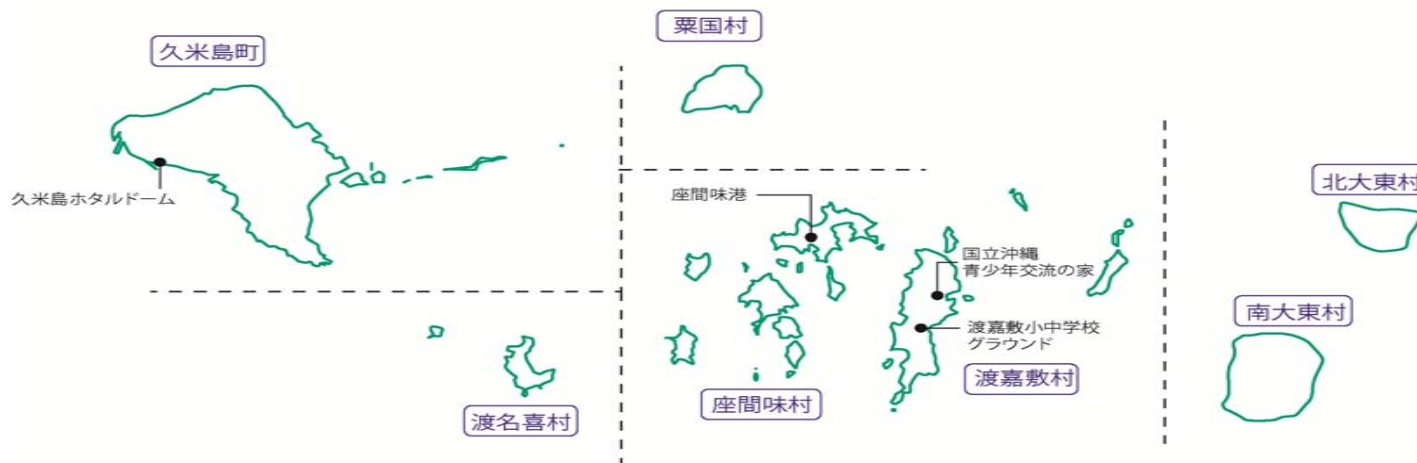 久米島町
久米島ホタルドーム
粟国村
座間味港
国立沖縄
青少年交流の家
渡嘉敷小中学校
グラウンド
渡嘉敷村
座間味村
渡名喜村
北大東村
南大東村